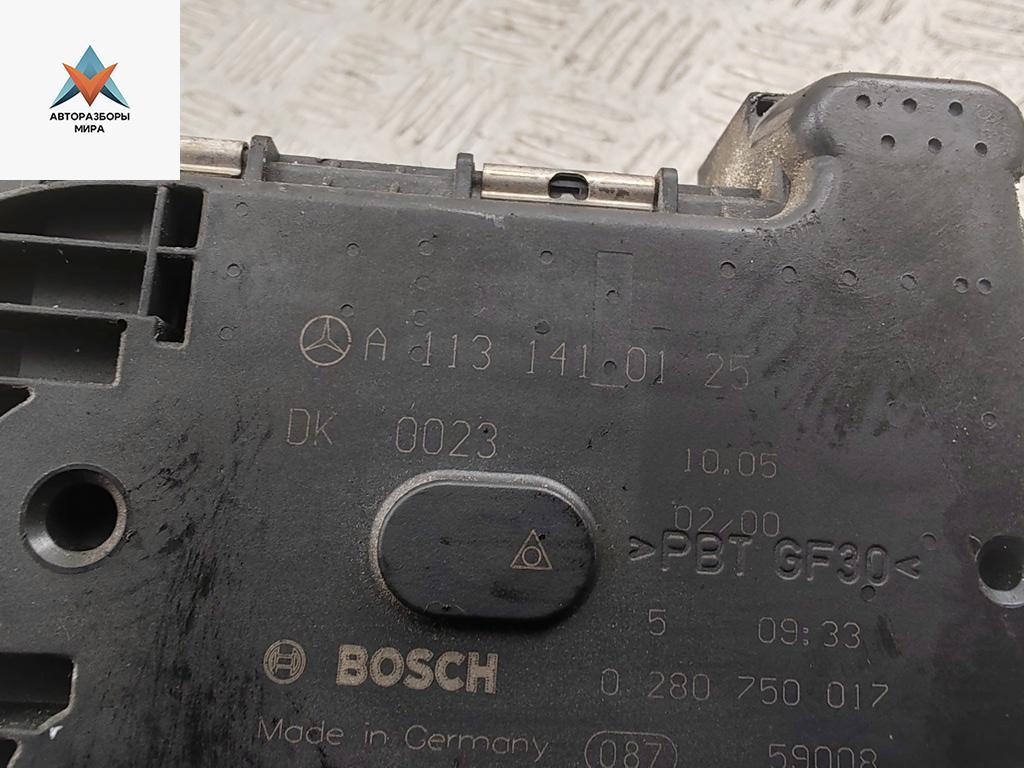 АВТОРАЗБОРЫ
МИРА
A 113 141 01 25
DK 0023
10.05
02/00
>PBT GF30<
5 09:33
BOSCH
0 280 750 017
Made in Germany 087 59008